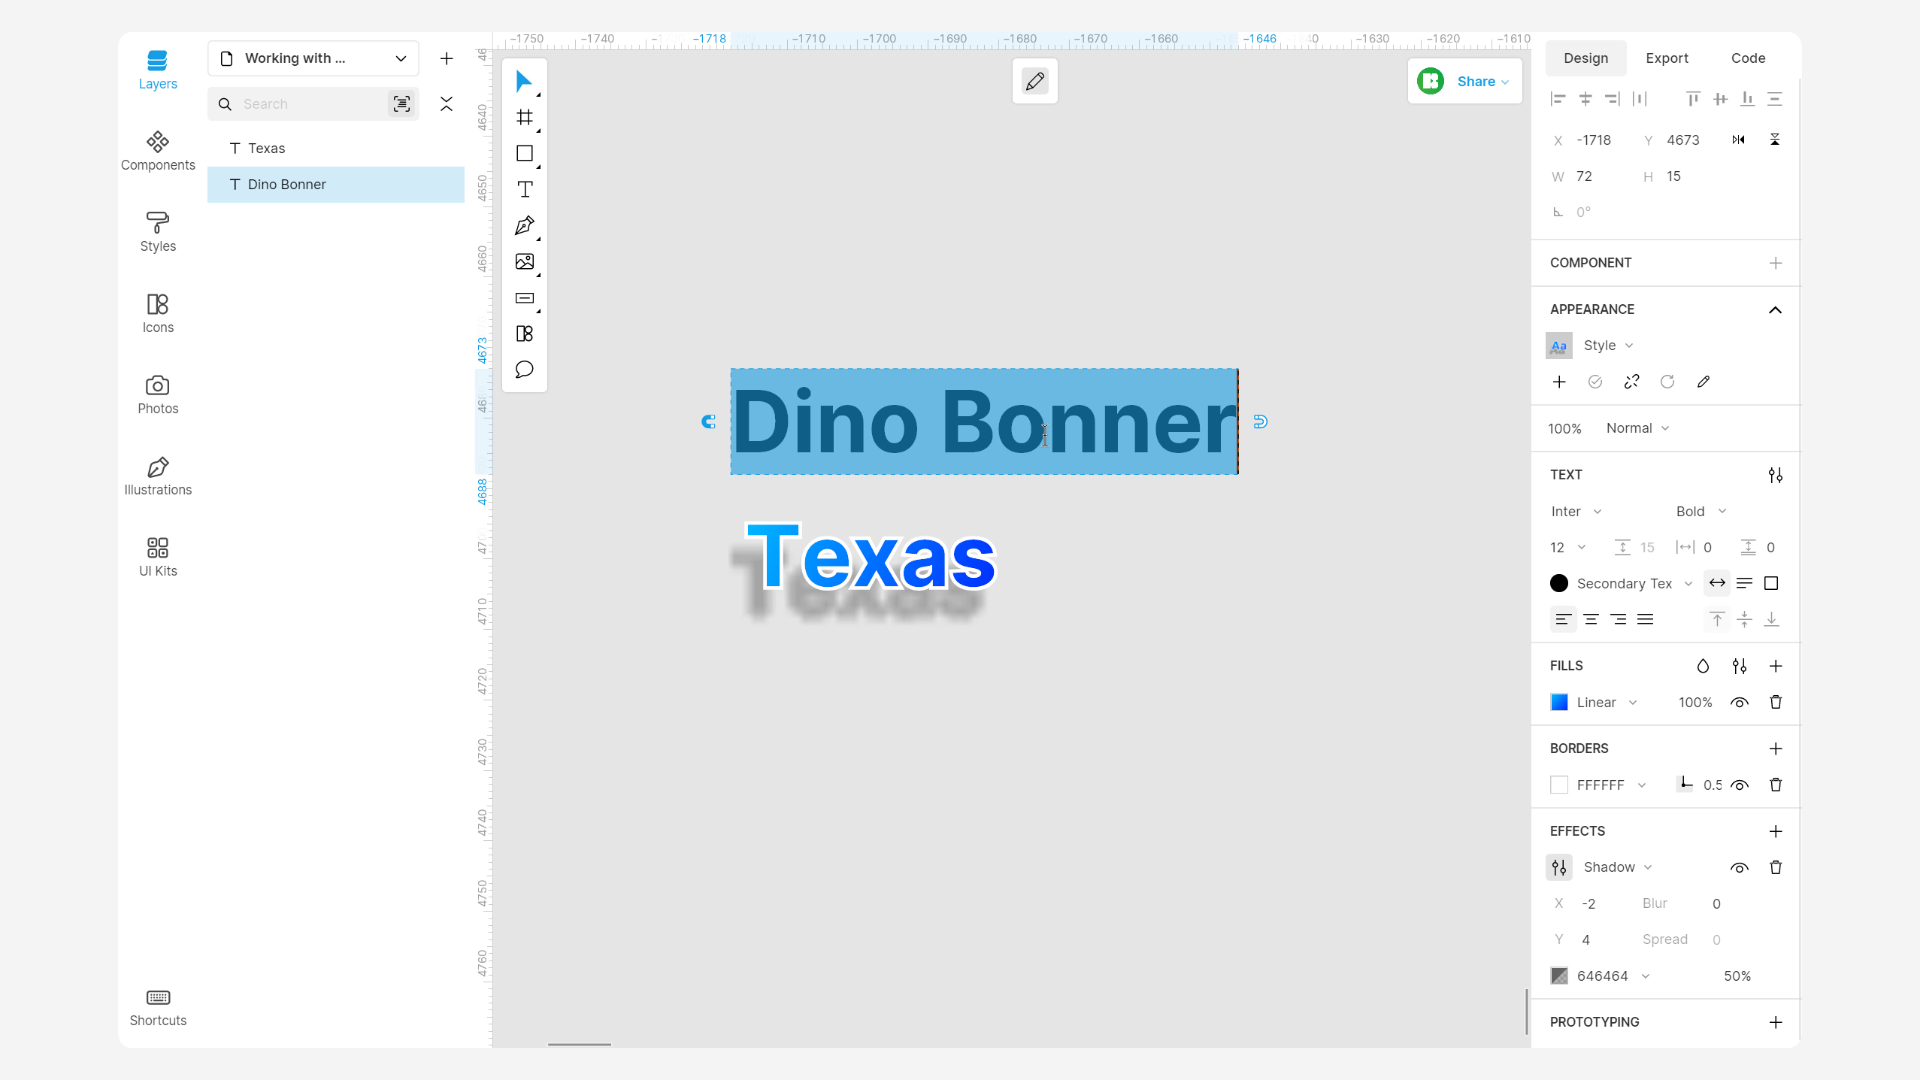 Layers
Components
Styles
Icons
Photos
Illustrations
UI Kits
Shortcuts
Working with ...
Search
Texas
Dino Bonner
-1750
-1740
-1718
-1710
-1700
-1690
-1680
-1670
-1660
-1646
-1630
-1620
-1610
4640
4650
4660
4673
4688
4710
4720
4730
4740
4750
4760
Share
Dino Bonner
Texas
Design Export Code
X -1718 Y 4673
W 72 H 15
0°
COMPONENT
APPEARANCE
Aa Style
100% Normal
TEXT
Inter Bold
12 15 0 0
Secondary Tex
FILLS
Linear 100%
BORDERS
FFFFFF 0.5
EFFECTS
Shadow
X -2 Blur 0
Y 4 Spread 0
646464 50%
PROTOTYPING